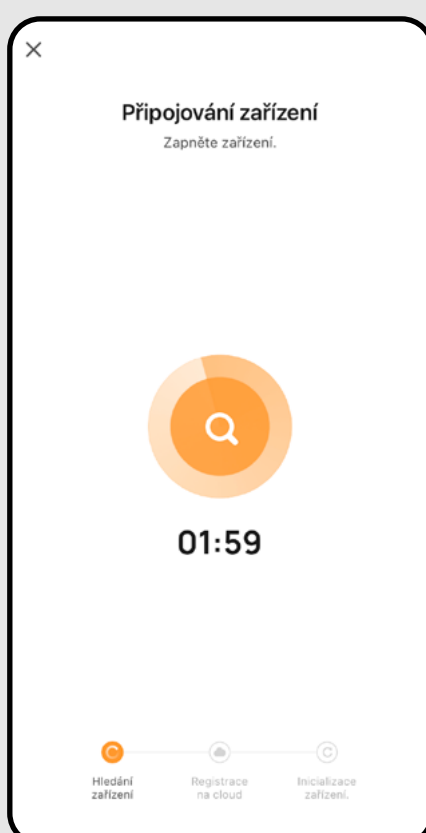 Připojování zařízení
Zapněte zařízení.
01:59
Hledání
zařízení
Registrace
na cloud
Inicializace
zařízení.